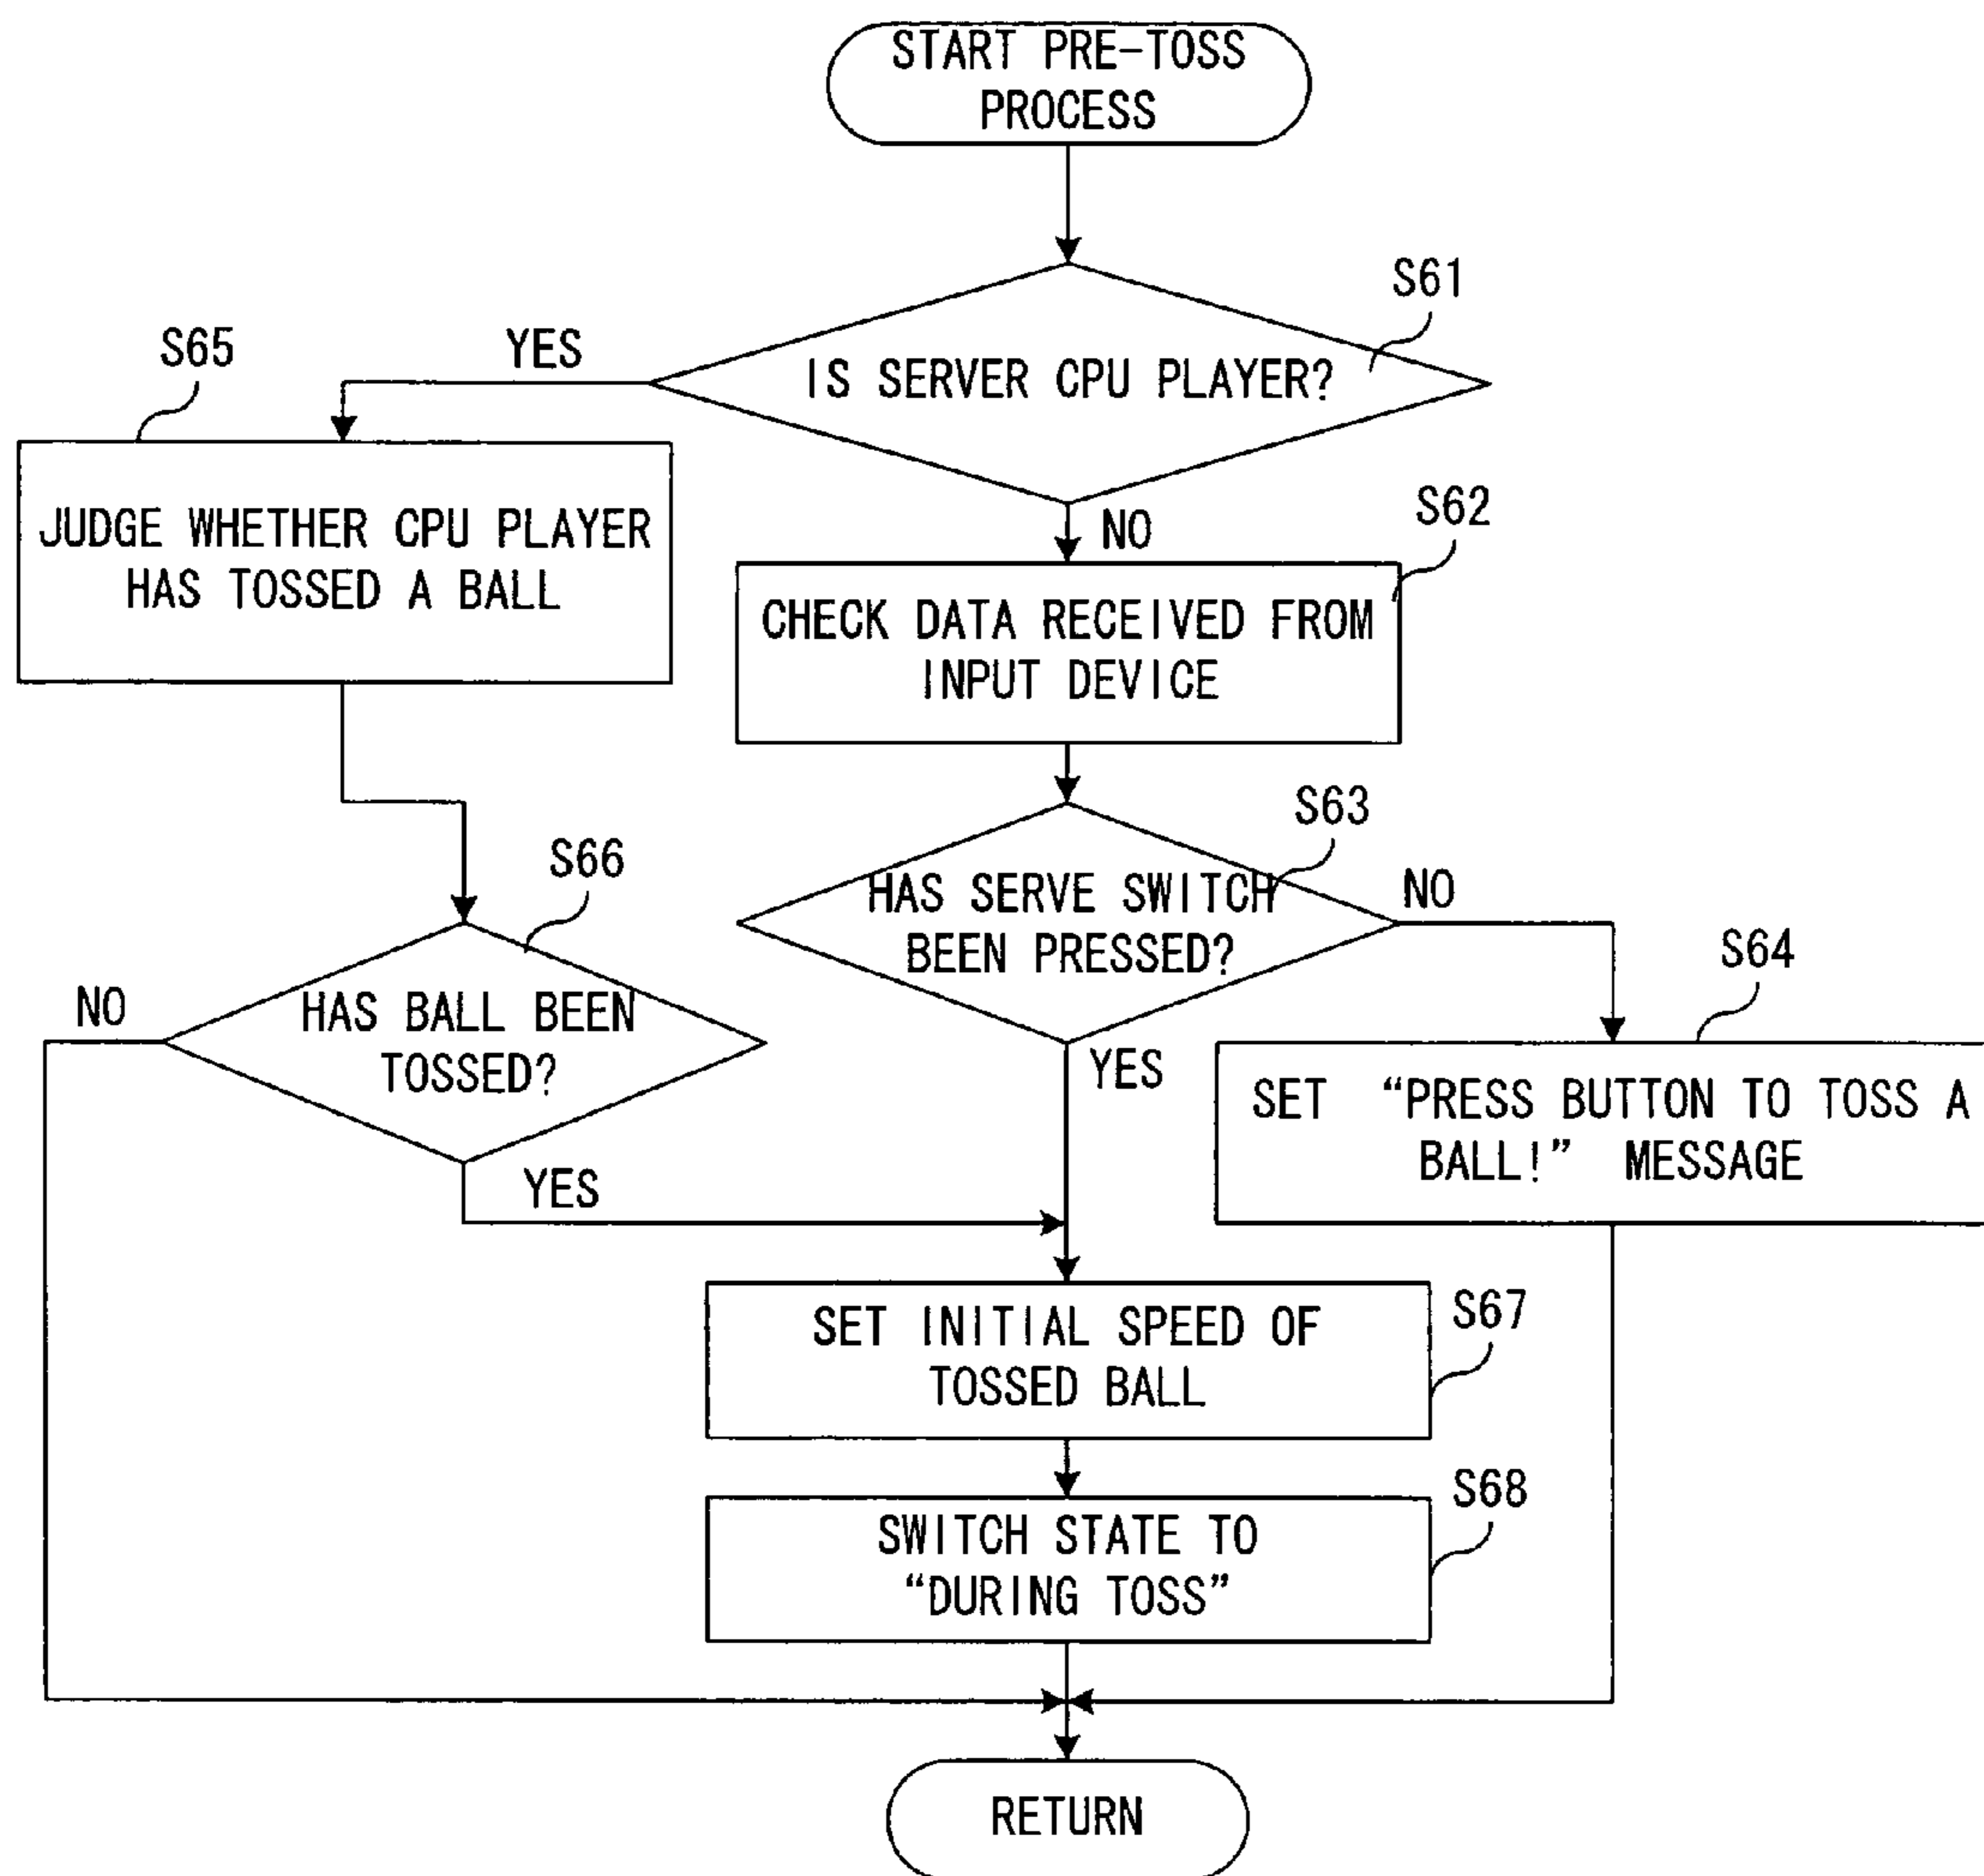 START PRE-TOSS
PROCESS
S61
IS SERVER CPU PLAYER?
YES
NO
S65
JUDGE WHETHER CPU PLAYER
HAS TOSSED A BALL
S62
CHECK DATA RECEIVED FROM
INPUT DEVICE
S63
HAS SERVE SWITCH
BEEN PRESSED?
NO
YES
S66
HAS BALL BEEN
TOSSED?
NO
YES
S64
SET “PRESS BUTTON TO TOSS A
BALL!” MESSAGE
S67
SET INITIAL SPEED OF
TOSSED BALL
S68
SWITCH STATE TO
“DURING TOSS”
RETURN